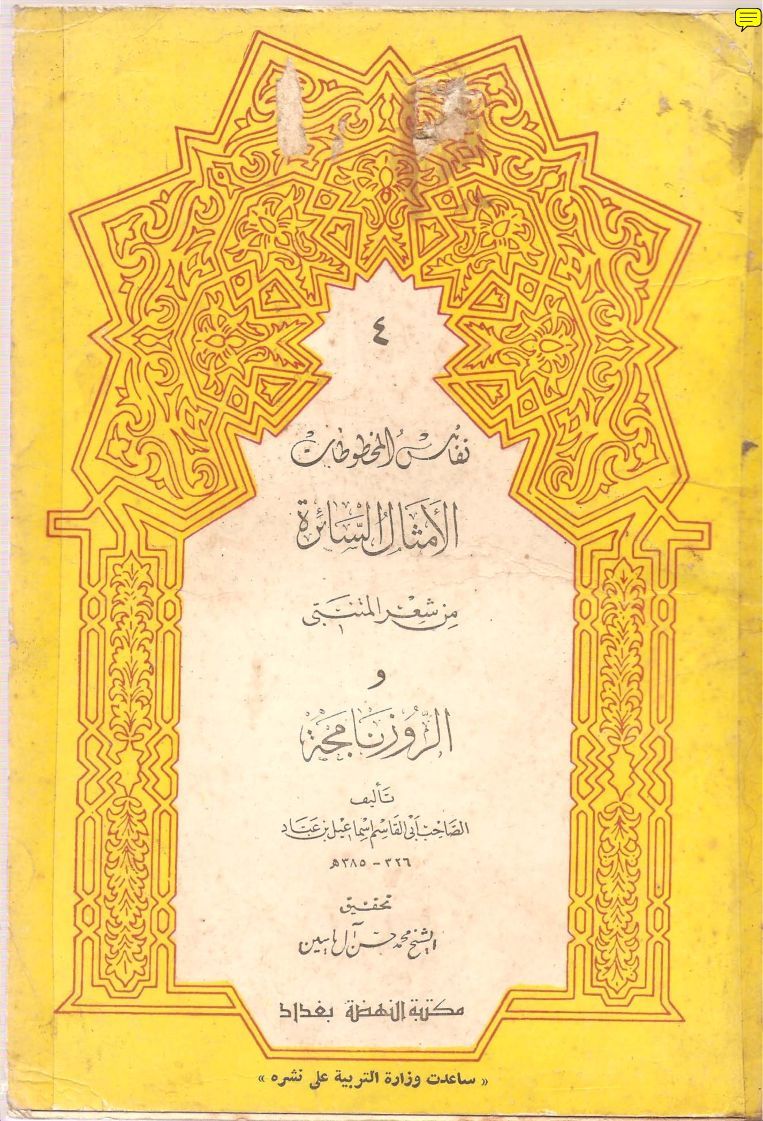 ٤
نفائس المخطوطات
الأمثال السائرة
من شعر المتنبي
و
الروزنامجة
تأليف
الصاحب أبي القاسم اسماعيل بن عباد
٣٢٦ - ٣٨٥ هـ
تحقيق
الشيخ محمد حسن آل ياسين
مكتبة النهضة بغداد
« ساعدت وزارة التربية على نشره »